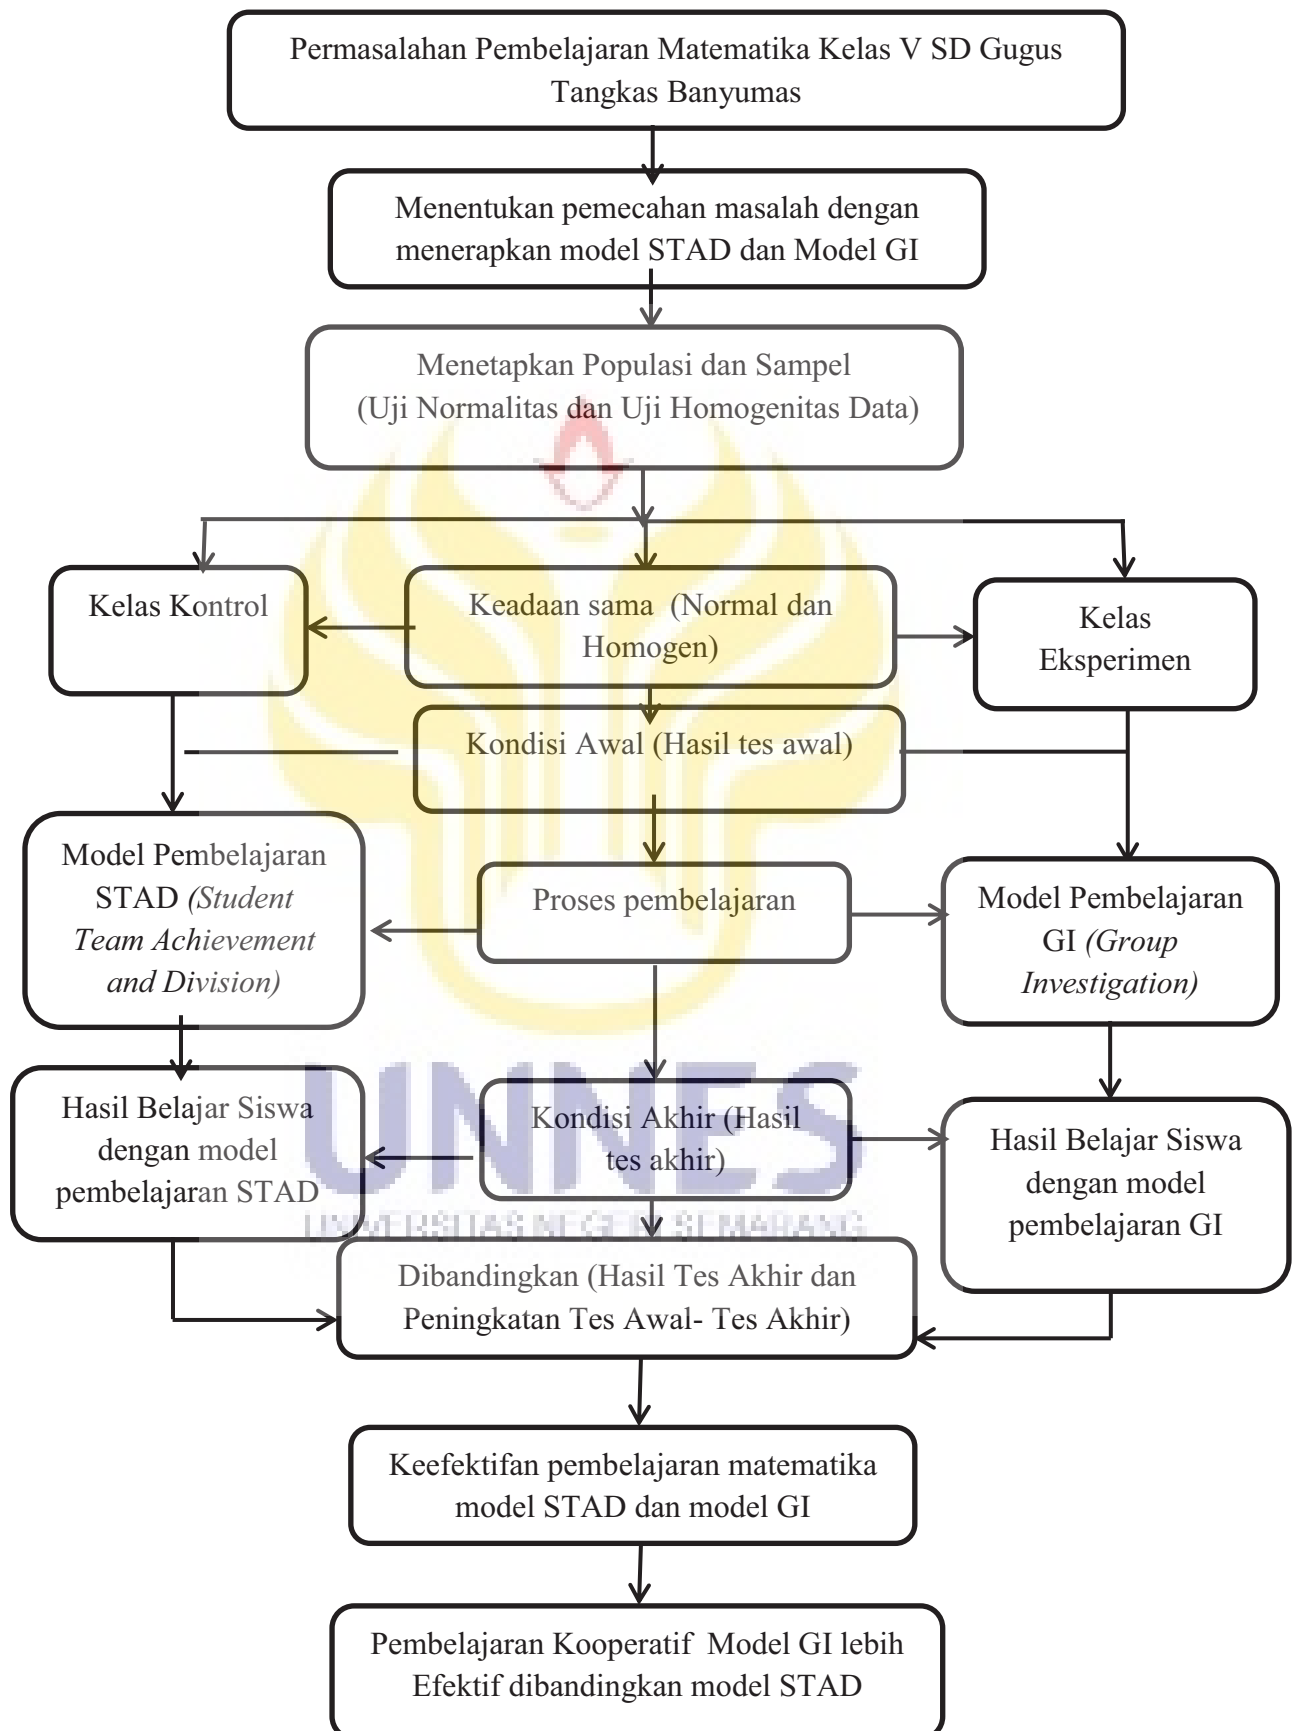 Permasalahan Pembelajaran Matematika Kelas V SD Gugus
Tangkas Banyumas
Menentukan pemecahan masalah dengan
menerapkan model STAD dan Model GI
Menetapkan Populasi dan Sampel
(Uji Normalitas dan Uji Homogenitas Data)
Kelas Kontrol
Keadaan sama  (Normal dan
Homogen)
Kelas
Eksperimen
Kondisi Awal (Hasil tes awal)
Model Pembelajaran
STAD (Student
Team Achievement
and Division)
Proses pembelajaran
Model Pembelajaran
GI (Group
Investigation)
Hasil Belajar Siswa
dengan model
pembelajaran STAD
Kondisi Akhir (Hasil
tes akhir)
Hasil Belajar Siswa
dengan model
pembelajaran GI
UNNES
UNIVERSITAS NEGERI SEMARANG
Dibandingkan (Hasil Tes Akhir dan
Peningkatan Tes Awal- Tes Akhir)
Keefektifan pembelajaran matematika
model STAD dan model GI
Pembelajaran Kooperatif  Model GI lebih
Efektif dibandingkan model STAD